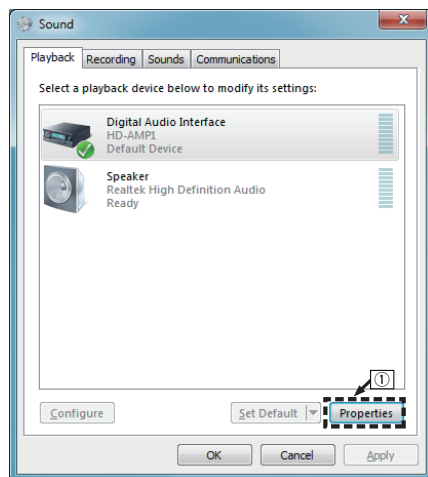 Sound
Playback Recording Sounds Communications
Select a playback device below to modify its settings:
Digital Audio Interface
HD-AMP1
Default Device
Speaker
Realtek High Definition Audio
Ready
①
Configure Set Default Properties
OK Cancel Apply